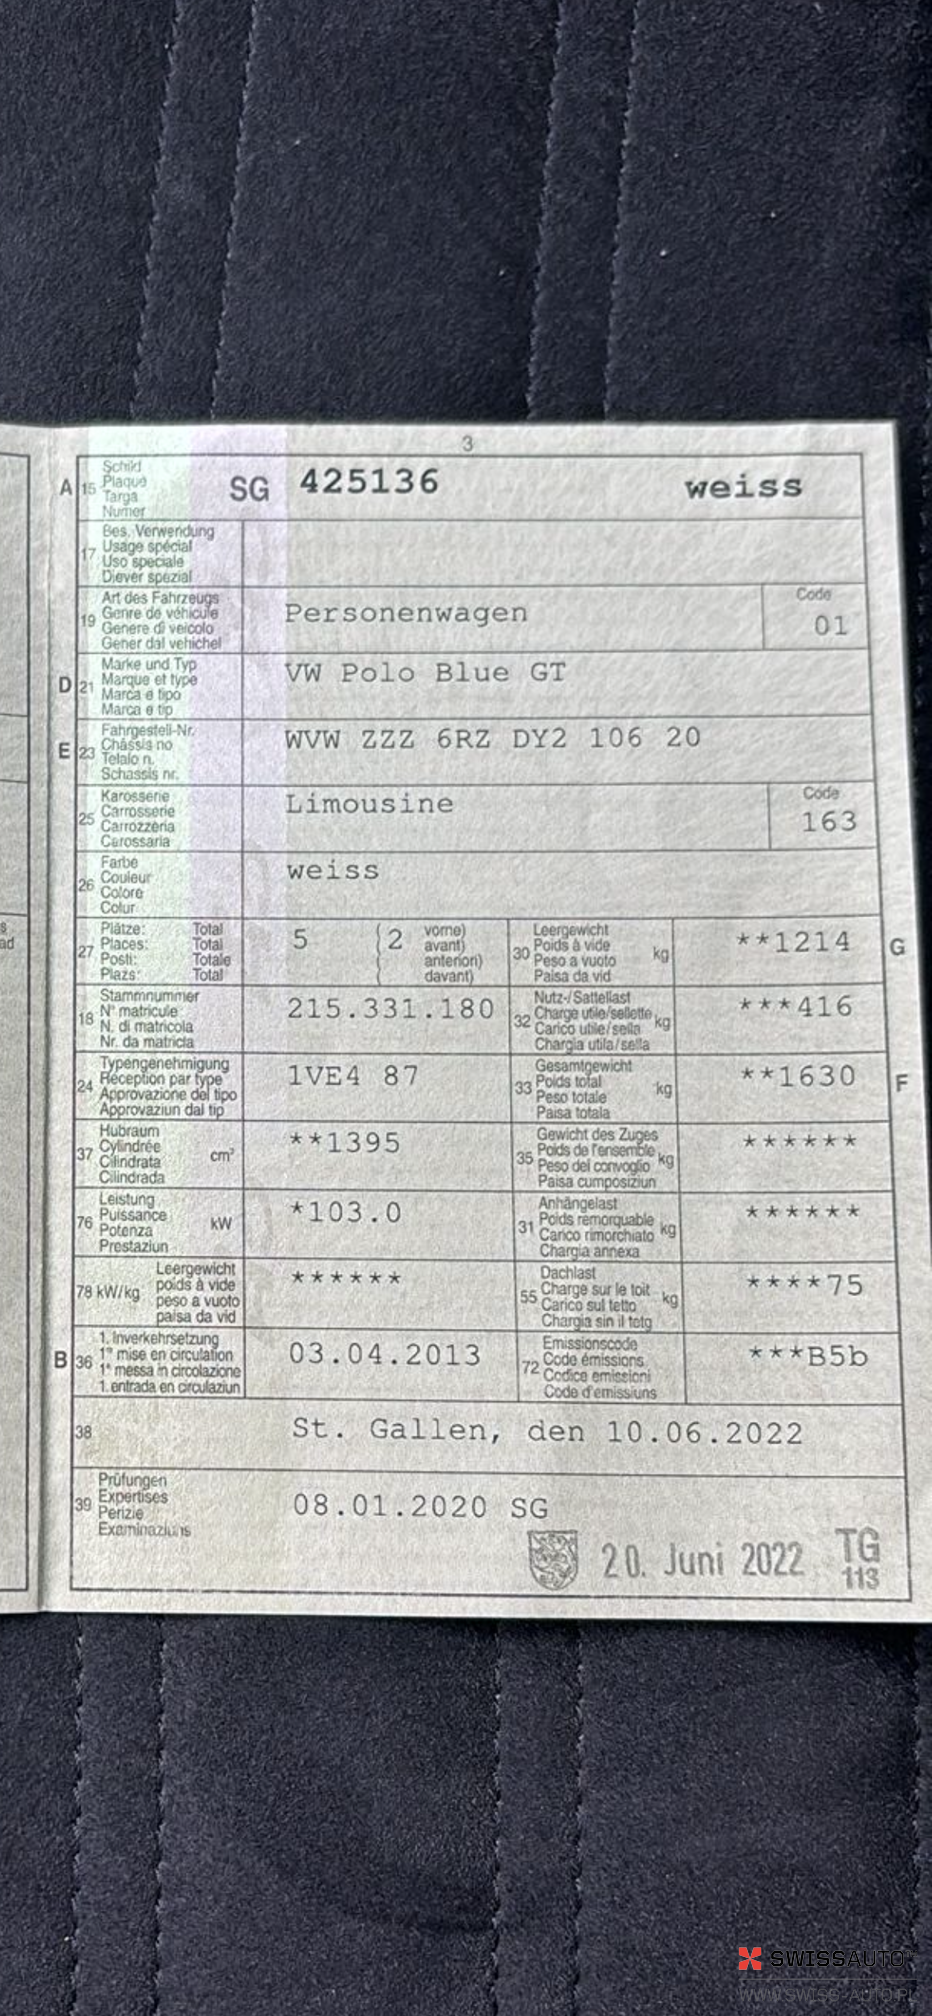 3
A 15 Schild
Plaque
Targa
Numer
SG 425136 weiss
17 Bes. Verwendung
Usage spécial
Uso speciale
Diever spezial
19 Art des Fahrzeugs
Genre de véhicule
Genere di veicolo
Gener dal vehichel
Personenwagen
Code
01
D 21 Marke und Typ
Marque et type
Marca e tipo
Marca e tip
VW Polo Blue GT
E 23 Fahrgestell-Nr.
Châssis no
Telaio n.
Schassis nr.
WVW ZZZ 6RZ DY2 106 20
25 Karosserie
Carrosserie
Carrozzeria
Carossaria
Limousine
Code
163
26 Farbe
Couleur
Colore
Colur
weiss
27 Plätze: Total
Places: Total
Posti: Totale
Plazs: Total
5 ( 2 vorne)
avant)
anteriori)
davant)
30 Leergewicht
Poids à vide
Peso a vuoto
Paisa da vid
kg
**1214
G
18 Stammnummer
N° matricule
N. di matricola
Nr. da matricla
215.331.180
32 Nutz-/Sattellast
Charge utile/sellette
Carico utile/sella
Chargia utila/sella
kg
***416
24 Typengenehmigung
Réception par type
Approvazione del tipo
Approvaziun dal tip
1VE4 87
33 Gesamtgewicht
Poids total
Peso totale
Paisa totala
kg
**1630
F
37 Hubraum
Cylindrée
Cilindrata
Cilindrada
cm³
**1395
35 Gewicht des Zuges
Poids de l'ensemble
Peso del convoglio
Paisa cumposiziun
kg
******
76 Leistung
Puissance
Potenza
Prestaziun
kW
*103.0
31 Anhängelast
Poids remorquable
Carico rimorchiato
Chargia annexa
kg
******
78 kW/kg Leergewicht
poids à vide
peso a vuoto
paisa da vid
******
55 Dachlast
Charge sur le toit
Carico sul tetto
Chargia sin il tetg
kg
****75
B 36 1. Inverkehrsetzung
1re mise en circulation
1a messa in circolazione
1. entrada en circulaziun
03.04.2013
72 Emissionscode
Code émissions
Codice emissioni
Code d'emissiuns
***B5b
38 St. Gallen, den 10.06.2022
39 Prüfungen
Expertises
Perizie
Examinaziuns
08.01.2020 SG
20. Juni 2022
TG
113
s
ad
SWISSAUTO
WWW.SWISS-AUTO.PL